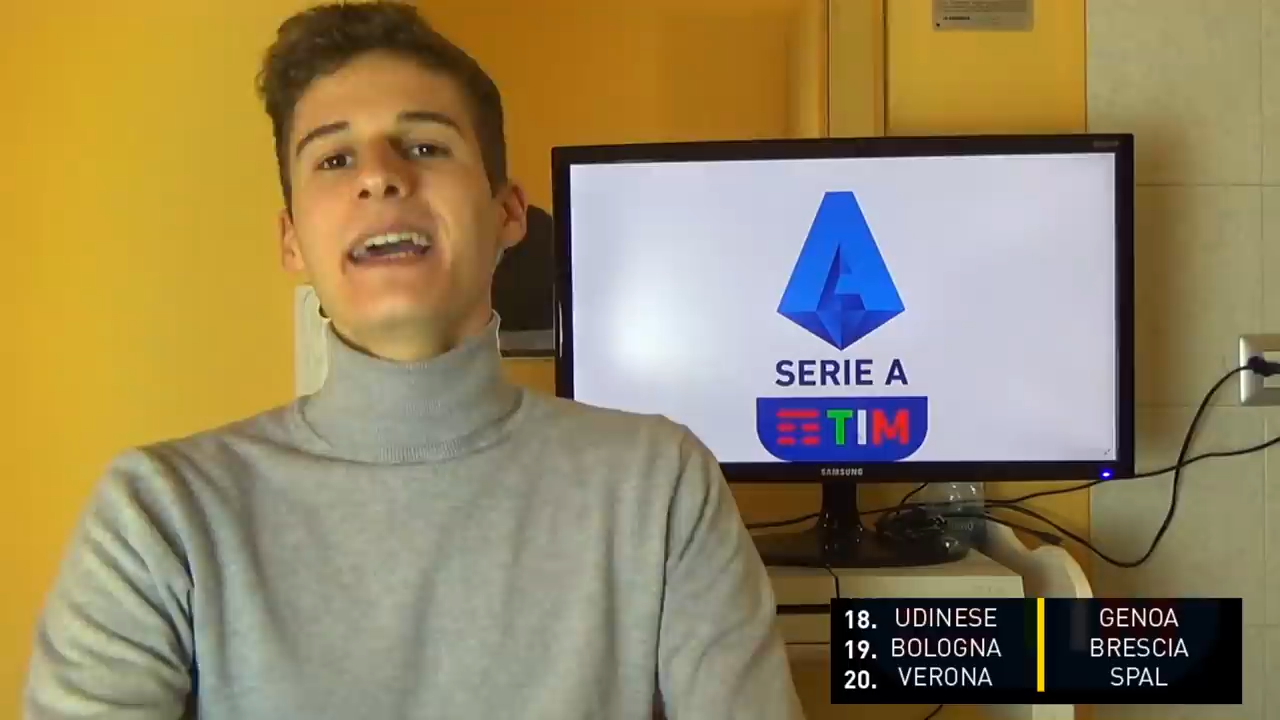 SERIE A
TIM
SAMSUNG
18. UDINESE GENOA
19. BOLOGNA BRESCIA
20. VERONA SPAL